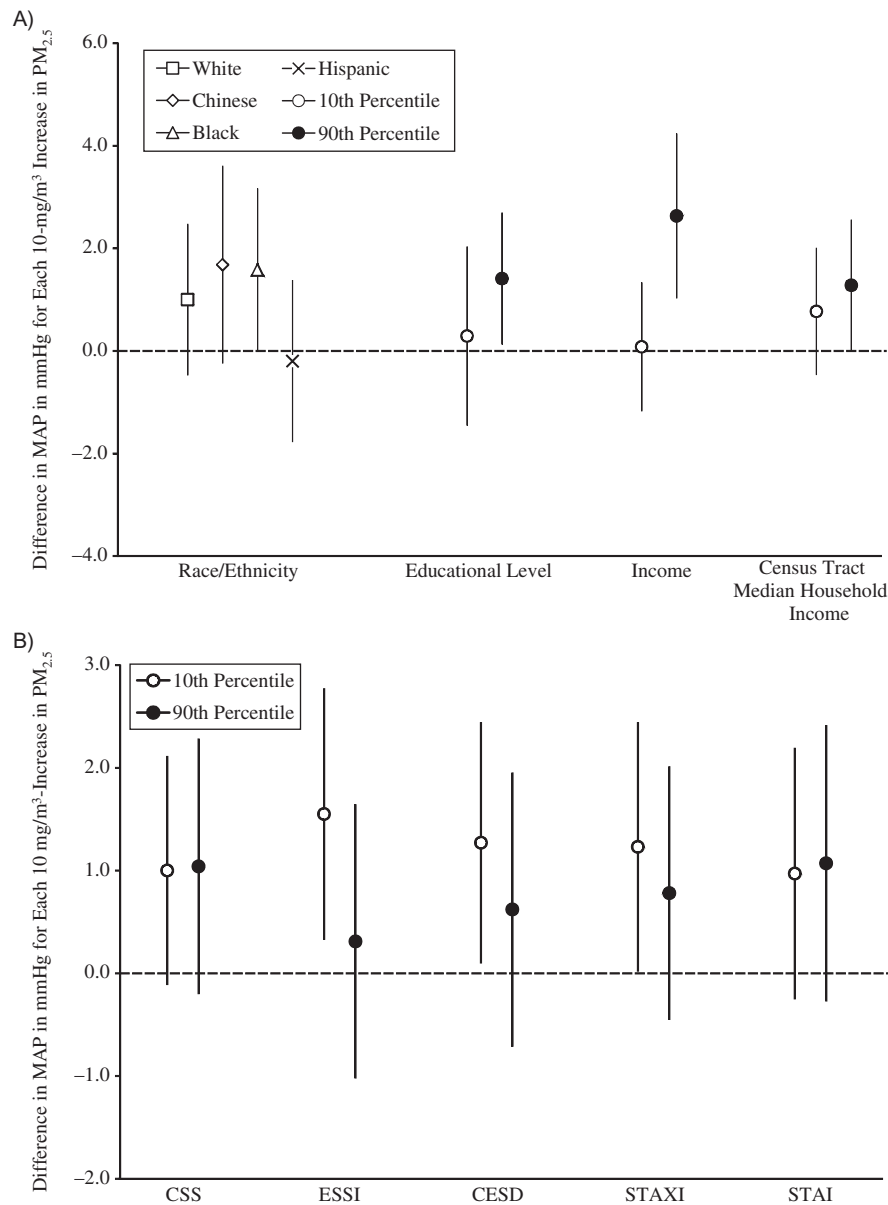 A)
Difference in MAP in mmHg for Each 10-mg/m³ Increase in PM₂.₅
6.0
4.0
2.0
0.0
–2.0
–4.0
White
Hispanic
Chinese
10th Percentile
Black
90th Percentile
Race/Ethnicity
Educational Level
Income
Census Tract
Median Household
Income
B)
Difference in MAP in mmHg for Each 10 mg/m³-Increase in PM₂.₅
3.0
2.0
1.0
0.0
–1.0
–2.0
10th Percentile
90th Percentile
CSS
ESSI
CESD
STAXI
STAI